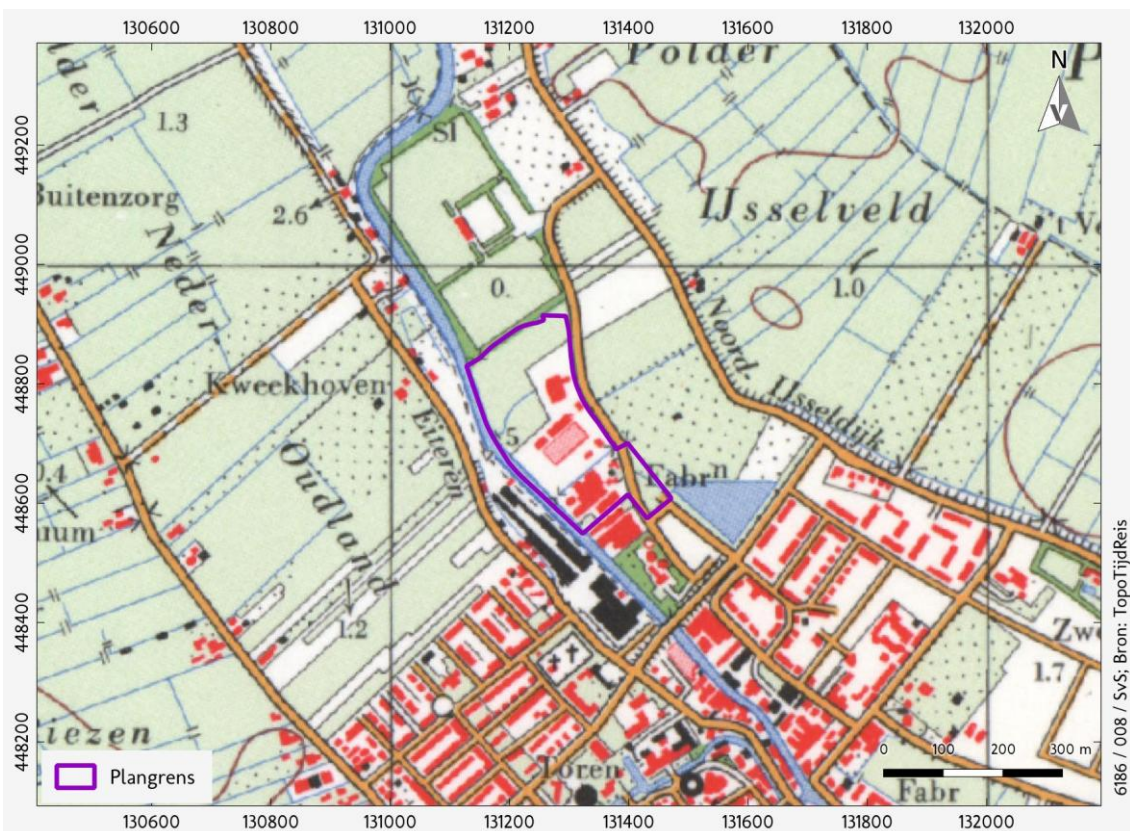 130600 130800 131000 131200 131400 131600 131800 132000
N
449200
449000
448800
448600
448400
448200
Polder
1.3
Sl
Buitenzorg
2.6
Neder
IJsselveld
1.0
0.
Noord IJsseldijk
Kweekhoven
Eiteren
5
Oudland
Fabrn
0.4
1.2
Zw
1.7
iezen
Toren
Fabr
0 100 200 300 m
Plangrens
6186 / 008 / SvS; Bron: TopoTijdReis
130600 130800 131000 131200 131400 131600 131800 132000